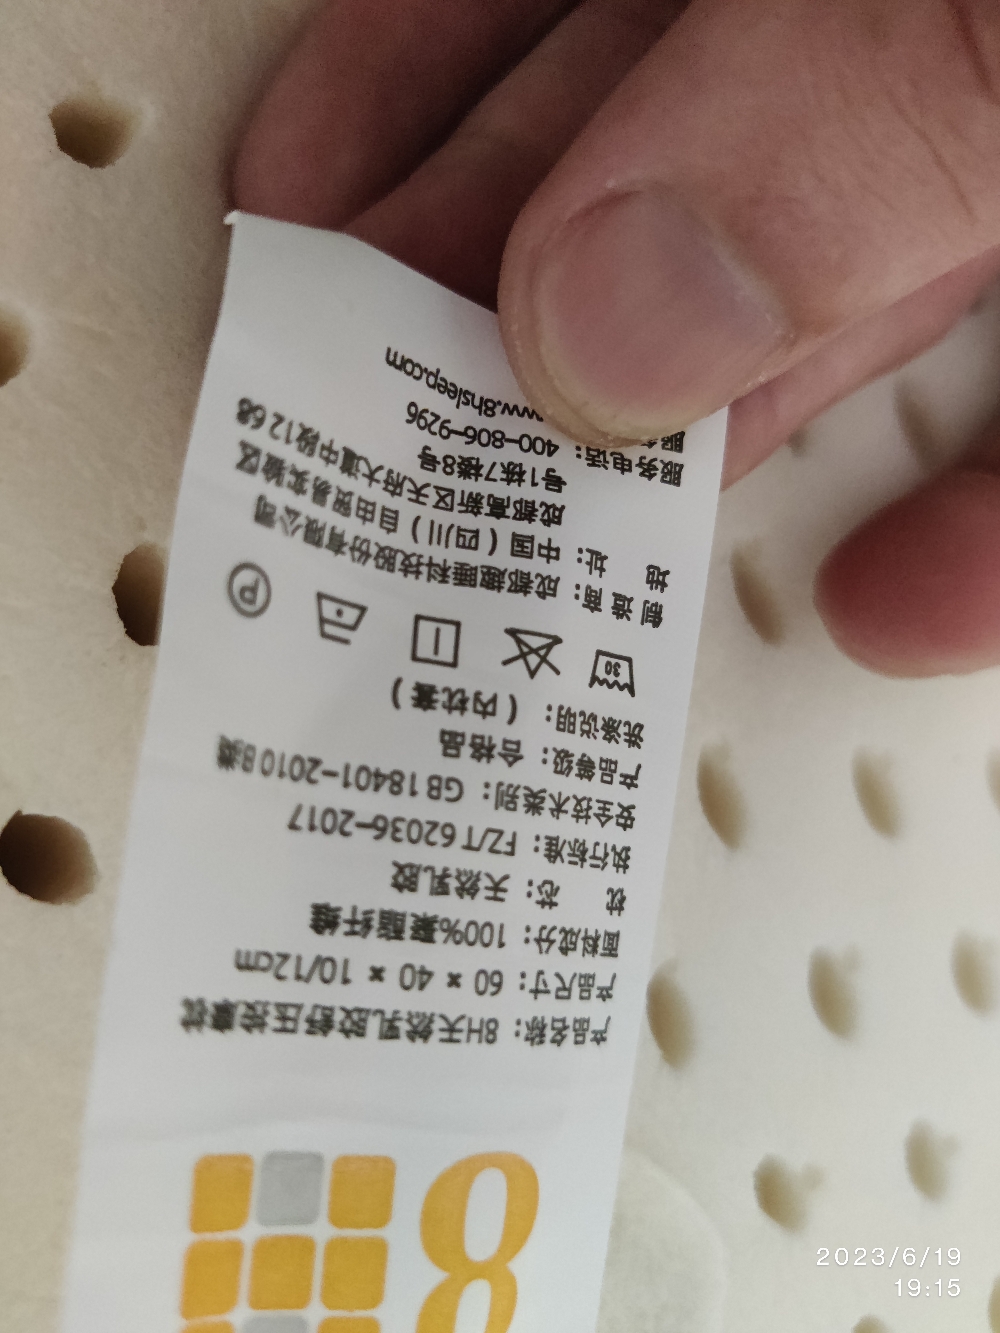 8
产品名称：8H天然乳胶舒压按摩枕
产品尺寸：60 × 40 × 10/12cm
面料成分：100%聚酯纤维
枕 芯：天然乳胶
执行标准：FZ/T 62036-2017
安全技术类别：GB 18401-2010 B类
产品等级：合格品
洗涤说明：（内枕套）
30
P
制 造 商：成都趣睡科技股份有限公司
地 址：中国（四川）自由贸易实验区
成都高新区天府大道中段1268
号1栋7楼8号
服务电话：400-806-9296
www.8hsleep.com
2023/6/19
19:15